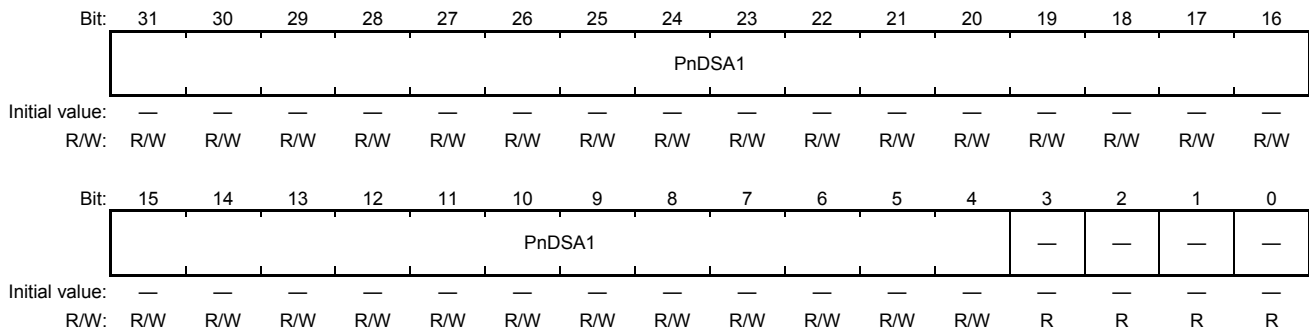 Bit: 31 30 29 28 27 26 25 24 23 22 21 20 19 18 17 16
PnDSA1
Initial value: — — — — — — — — — — — — — — — —
R/W: R/W R/W R/W R/W R/W R/W R/W R/W R/W R/W R/W R/W R/W R/W R/W R/W
Bit: 15 14 13 12 11 10 9 8 7 6 5 4 3 2 1 0
PnDSA1 — — — —
Initial value: — — — — — — — — — — — — — — — —
R/W: R/W R/W R/W R/W R/W R/W R/W R/W R/W R/W R/W R/W R R R R